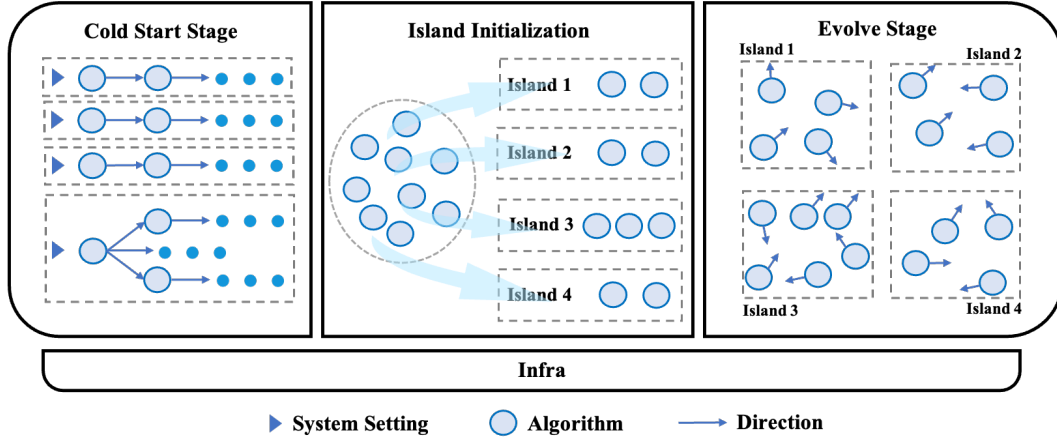 Cold Start Stage
Island Initialization
Island 1
Island 2
Island 3
Island 4
Evolve Stage
Island 1
Island 2
Island 3
Island 4
Infra
System Setting
Algorithm
Direction